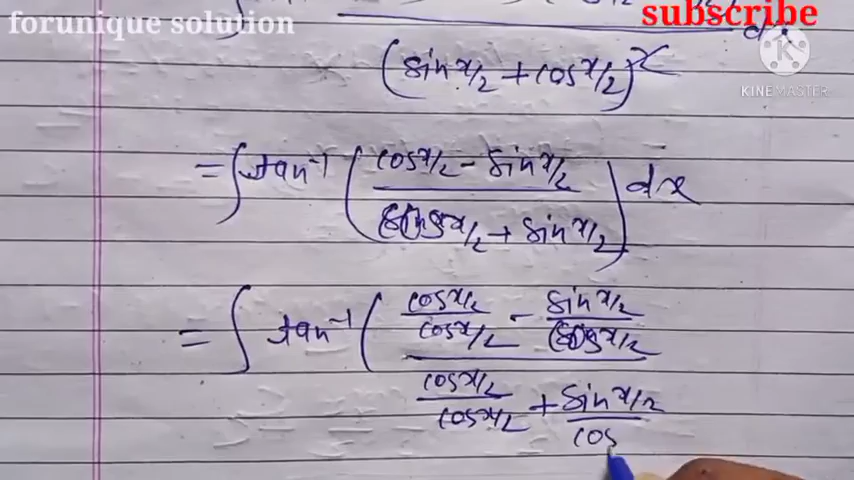 forunique solution
subscribe
dx
(sin x/2 + cos x/2)²
KINEMASTER
= ∫ tan⁻¹ ( (cos x/2 - sin x/2) / (cos x/2 + sin x/2) ) dx
= ∫ tan⁻¹ ( cos x/2 / cos x/2 - sin x/2 / cos x/2
cos x/2 / cos x/2 + sin x/2 / cos